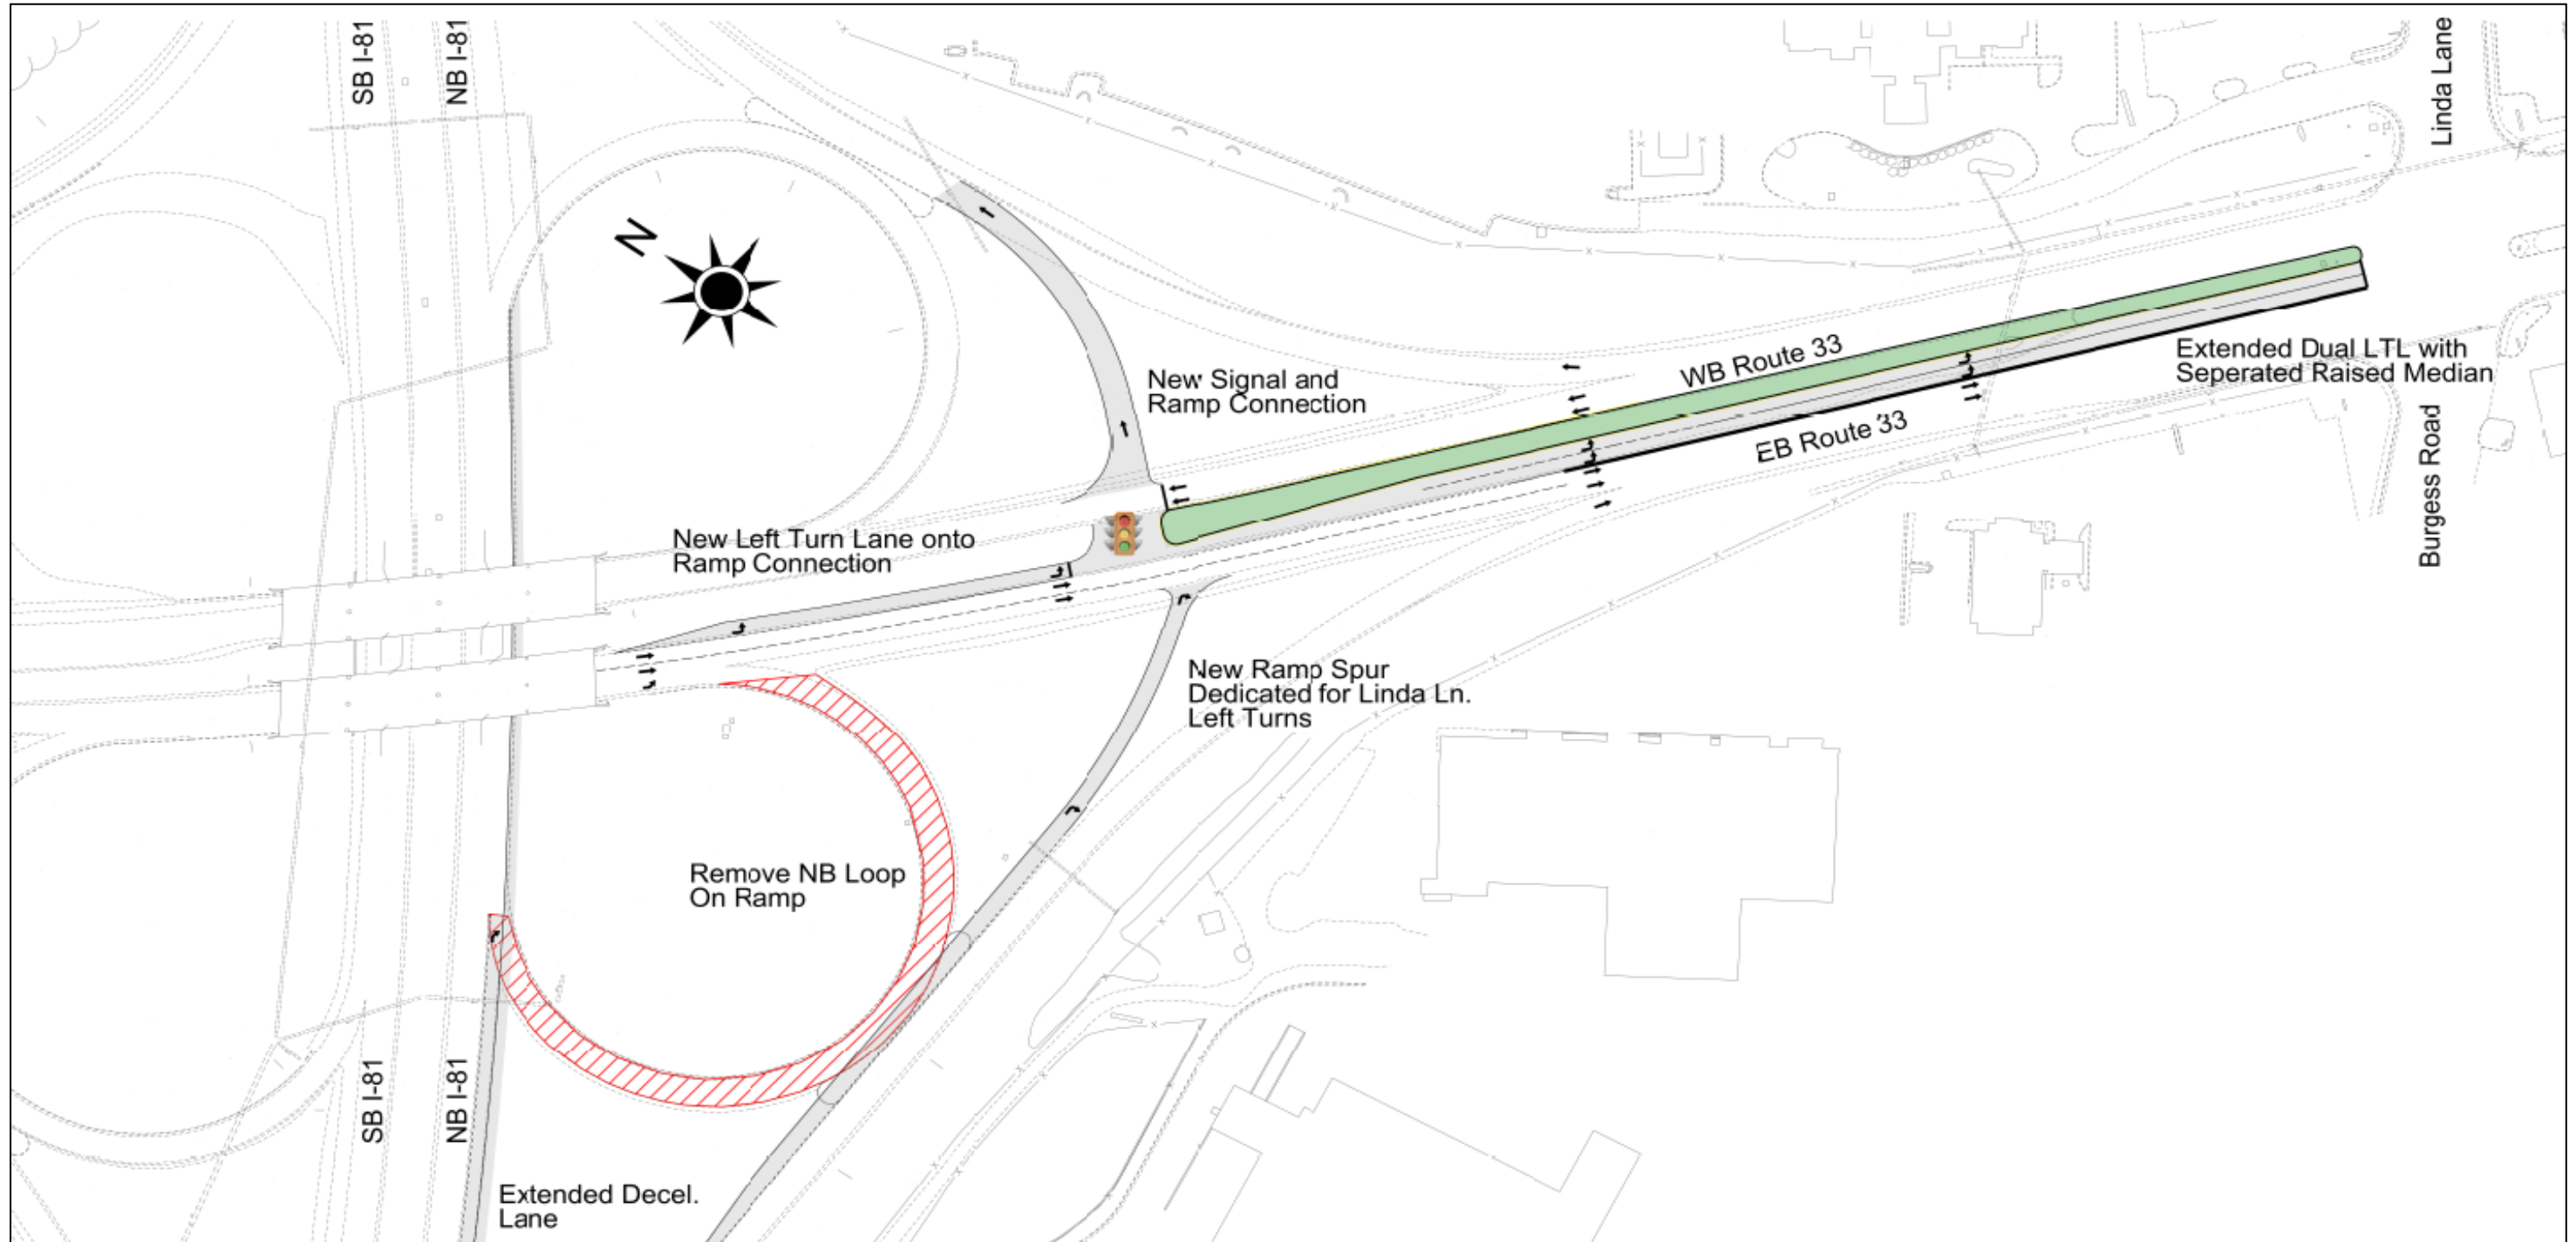 SB I-81
NB I-81
Linda Lane
N
WB Route 33
Extended Dual LTL with
Seperated Raised Median
New Signal and
Ramp Connection
EB Route 33
Burgess Road
New Left Turn Lane onto
Ramp Connection
New Ramp Spur
Dedicated for Linda Ln.
Left Turns
Remove NB Loop
On Ramp
SB I-81
NB I-81
Extended Decel.
Lane